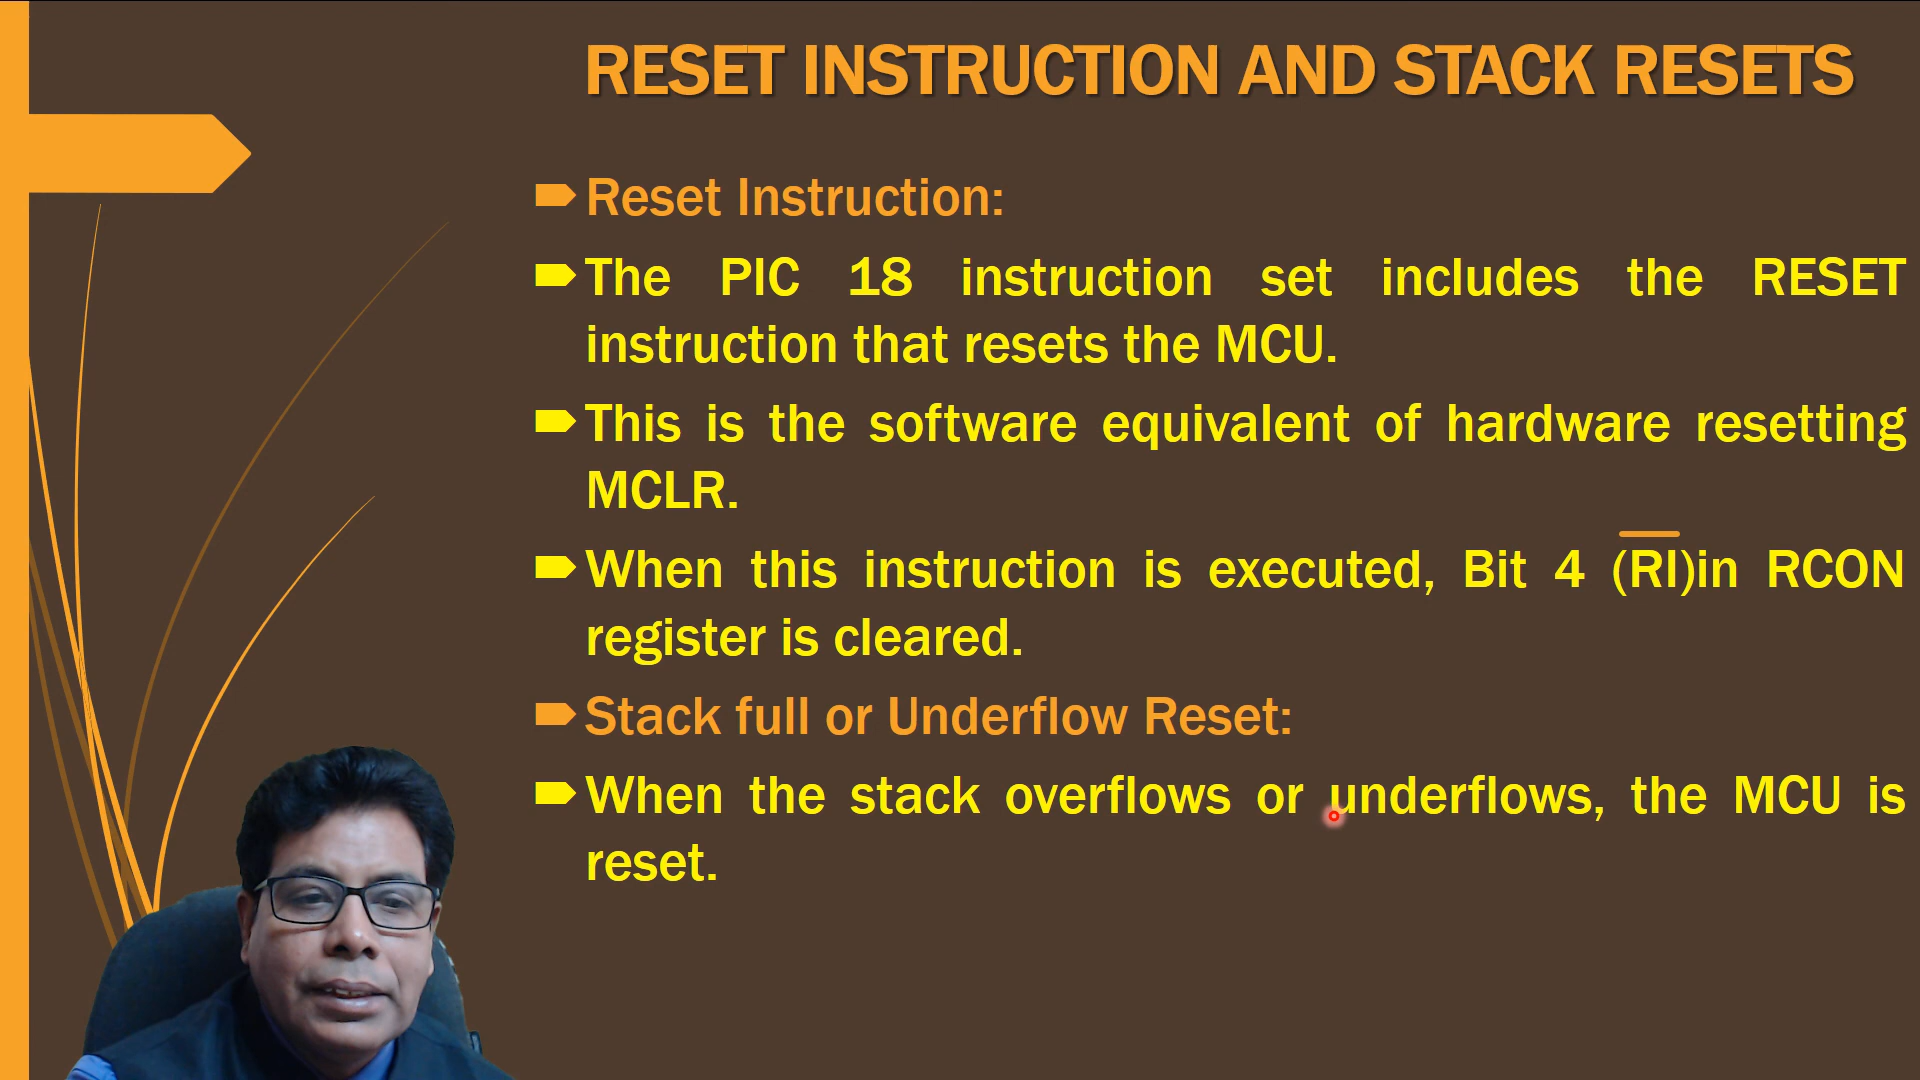 RESET INSTRUCTION AND STACK RESETS
Reset Instruction:
The PIC 18 instruction set includes the RESET
instruction that resets the MCU.
This is the software equivalent of hardware resetting
MCLR.
When this instruction is executed, Bit 4 (R̅I̅)in RCON
register is cleared.
Stack full or Underflow Reset:
When the stack overflows or underflows, the MCU is
reset.